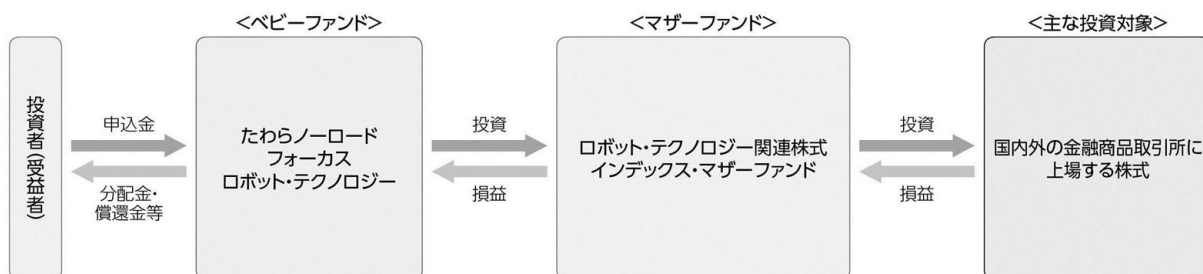 <ベビーファンド>
<マザーファンド>
<主な投資対象>
投資者(受益者)
申込金
分配金・
償還金等
たわらノーロード
フォーカス
ロボット・テクノロジー
投資
損益
ロボット・テクノロジー関連株式
インデックス・マザーファンド
投資
損益
国内外の金融商品取引所に
上場する株式